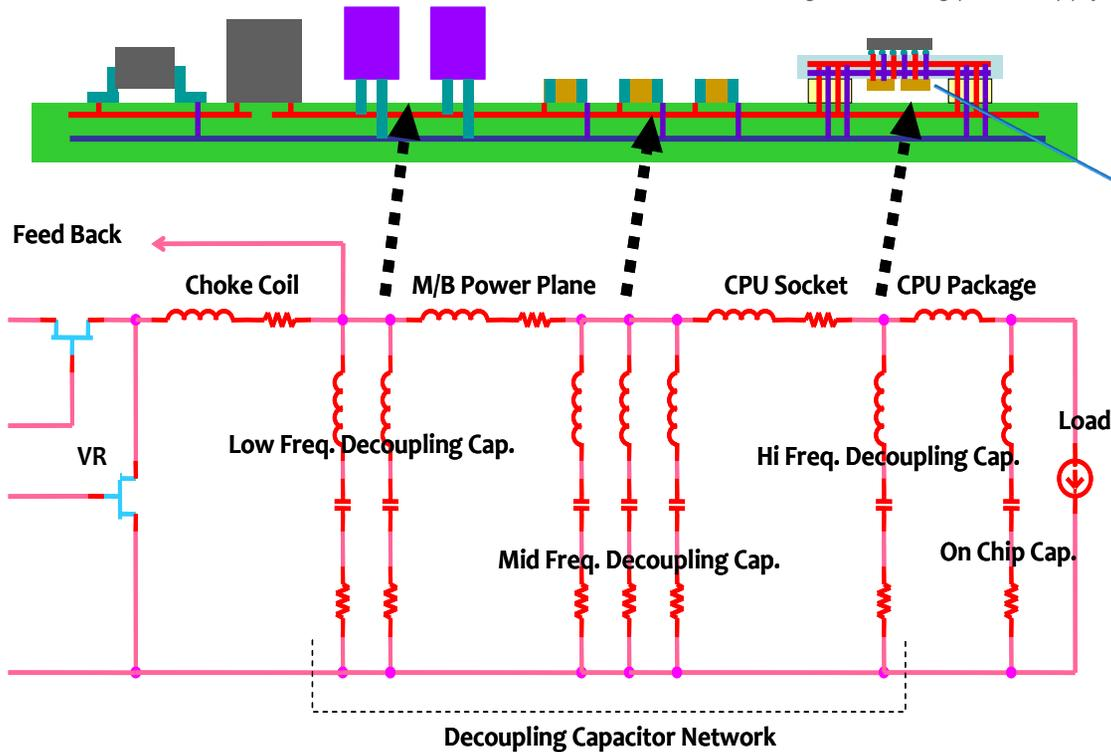 Feed Back
Choke Coil
M/B Power Plane
CPU Socket
CPU Package
Load
Low Freq. Decoupling Cap.
VR
Hi Freq. Decoupling Cap.
Mid Freq. Decoupling Cap.
On Chip Cap.
Decoupling Capacitor Network